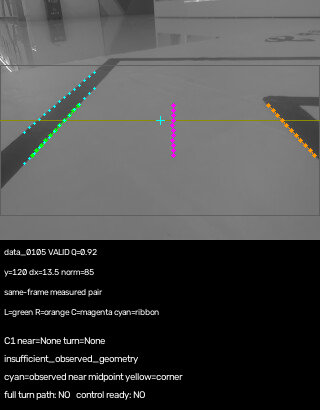 data_0105 VALID Q=0.92
y=120 dx=13.5 norm=85
same-frame measured pair
L=green R=orange C=magenta cyan=ribbon
C1 near=None turn=None
insufficient_observed_geometry
cyan=observed near midpoint yellow=corner
full turn path: NO control ready: NO